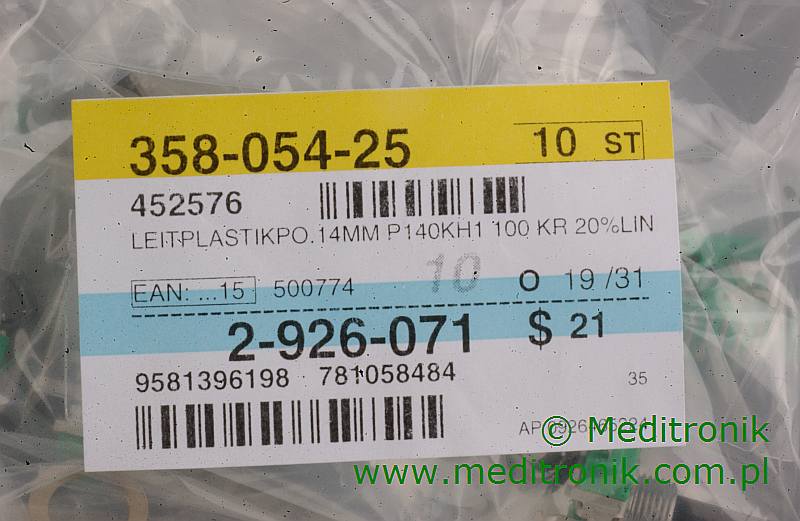 358-054-25 10 ST
452576
LEITPLASTIKPO.14MM P140KH1 100 KR 20%LIN
10
EAN: ...15 500774 O 19 /31
2-926-071 $ 21
9581396198 781058484 35
© Meditronik
www.meditronik.com.pl